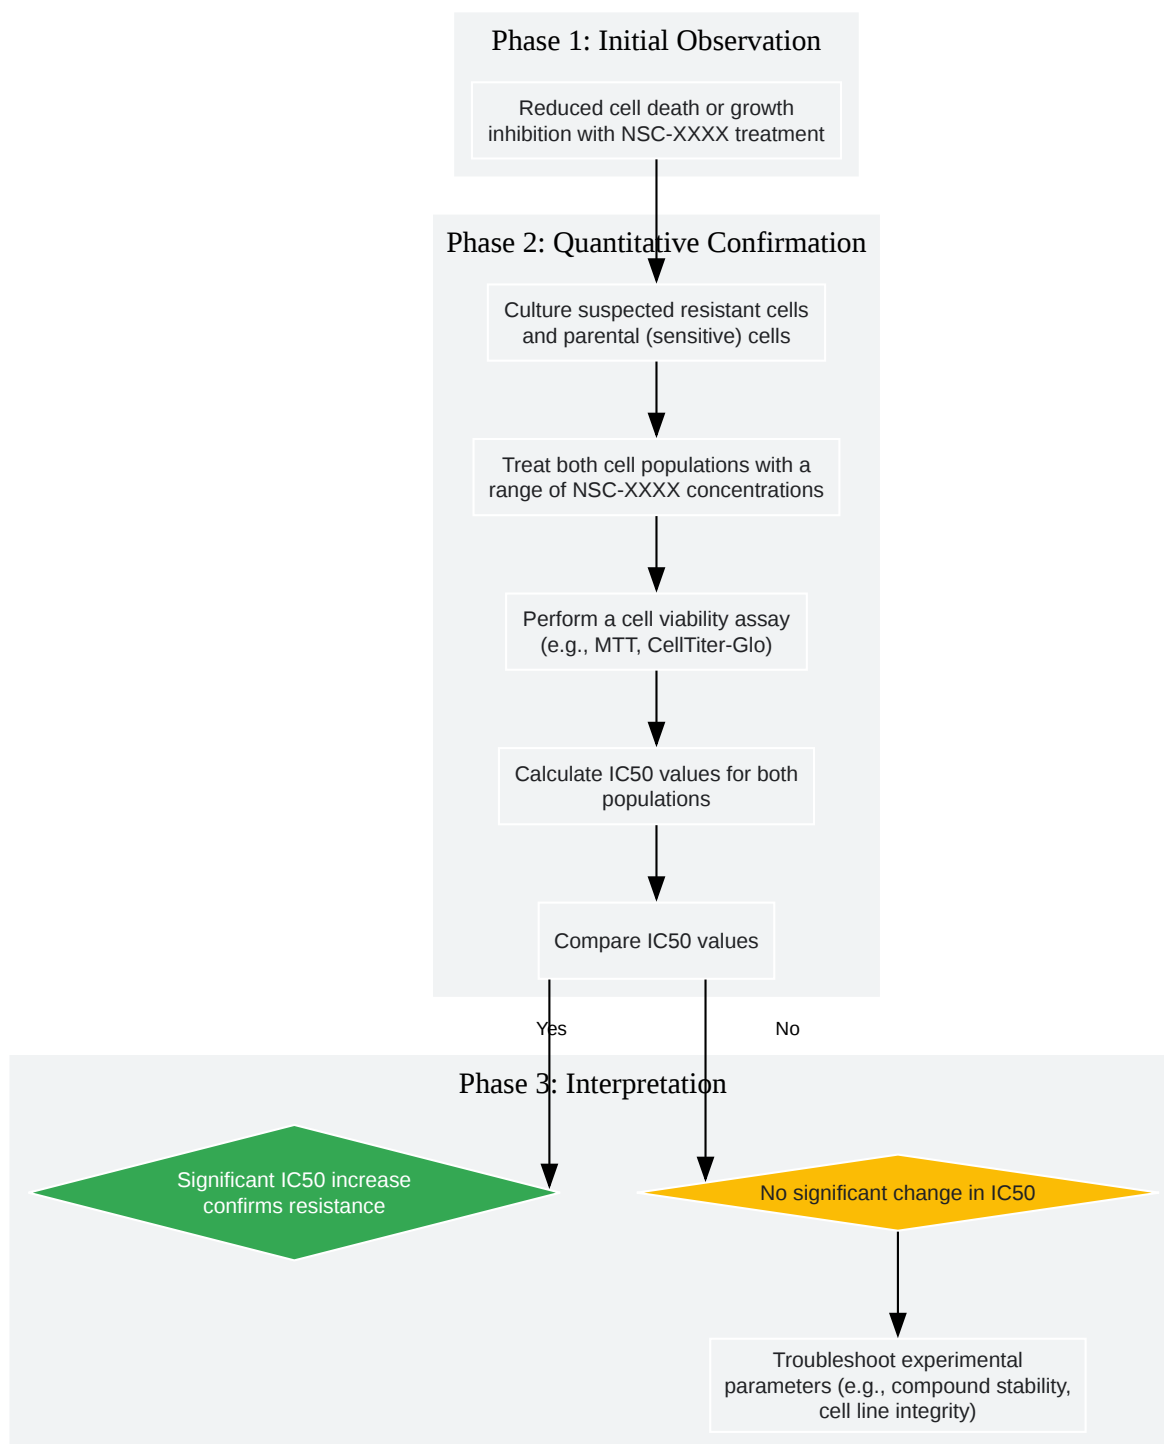 Phase 1: Initial Observation
Reduced cell death or growth
inhibition with NSC-XXXX treatment
Phase 2: Quantitative Confirmation
Culture suspected resistant cells
and parental (sensitive) cells
Treat both cell populations with a
range of NSC-XXXX concentrations
Perform a cell viability assay
(e.g., MTT, CellTiter-Glo)
Calculate IC50 values for both
populations
Compare IC50 values
Yes
No
Phase 3: Interpretation
Significant IC50 increase
confirms resistance
No significant change in IC50
Troubleshoot experimental
parameters (e.g., compound stability,
cell line integrity)